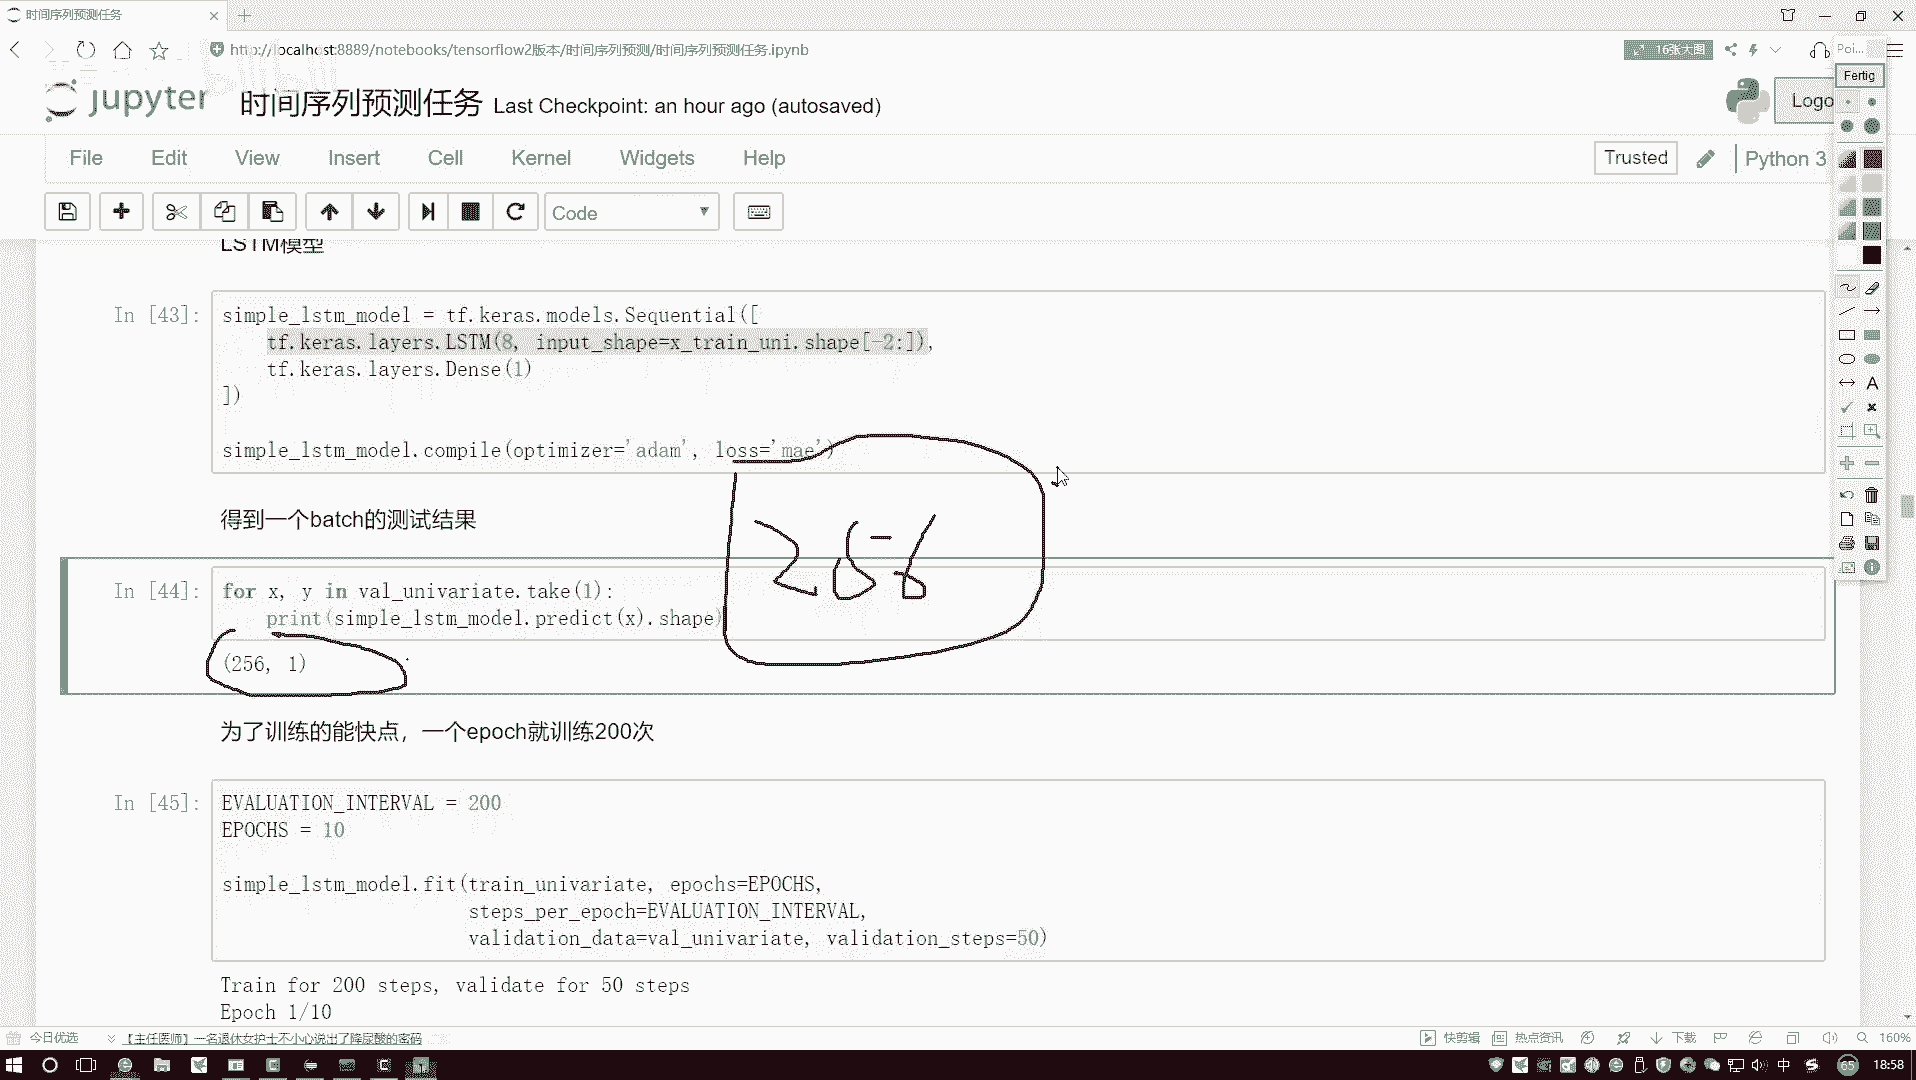 时间序列预测任务
http://localhost:8889/notebooks/tensorflow2版本/时间序列预测/时间序列预测任务.ipynb
16张大图
Poi...
Fertig
jupyter 时间序列预测任务 Last Checkpoint: an hour ago (autosaved)
Logo
File Edit View Insert Cell Kernel Widgets Help
Trusted
Python 3
Code
LSTM模型
In [43]:
simple_lstm_model = tf.keras.models.Sequential([
tf.keras.layers.LSTM(8, input_shape=x_train_uni.shape[-2:]),
tf.keras.layers.Dense(1)
])
simple_lstm_model.compile(optimizer='adam', loss='mae')
得到一个batch的测试结果
256
In [44]:
for x, y in val_univariate.take(1):
print(simple_lstm_model.predict(x).shape)
(256, 1)
为了训练的能快点，一个epoch就训练200次
In [45]:
EVALUATION_INTERVAL = 200
EPOCHS = 10
simple_lstm_model.fit(train_univariate, epochs=EPOCHS,
steps_per_epoch=EVALUATION_INTERVAL,
validation_data=val_univariate, validation_steps=50)
Train for 200 steps, validate for 50 steps
Epoch 1/10
今日优选
【主任医师】一名退休女护士不小心说出了降尿酸的密码
快剪辑
热点资讯
下载
160%
中
65
18:58